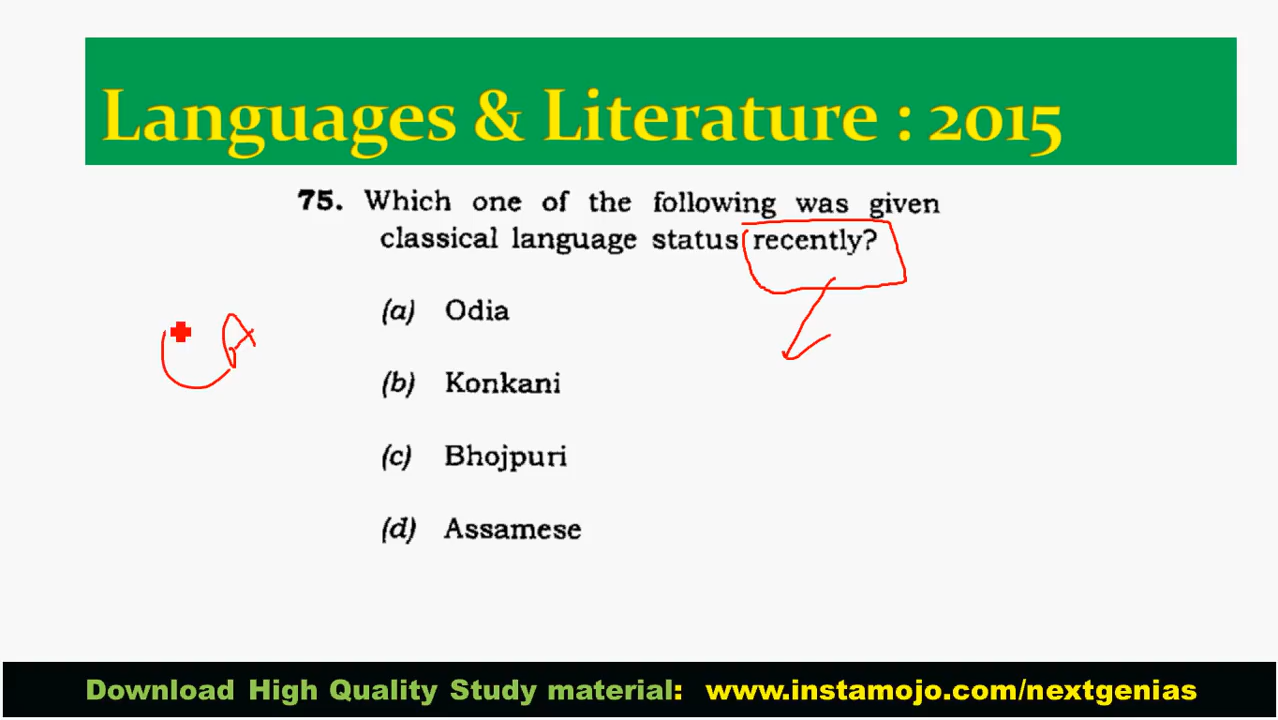 Languages & Literature : 2015
75. Which one of the following was given
classical language status recently?
(a) Odia
(b) Konkani
(c) Bhojpuri
(d) Assamese
Download High Quality Study material: www.instamojo.com/nextgenias